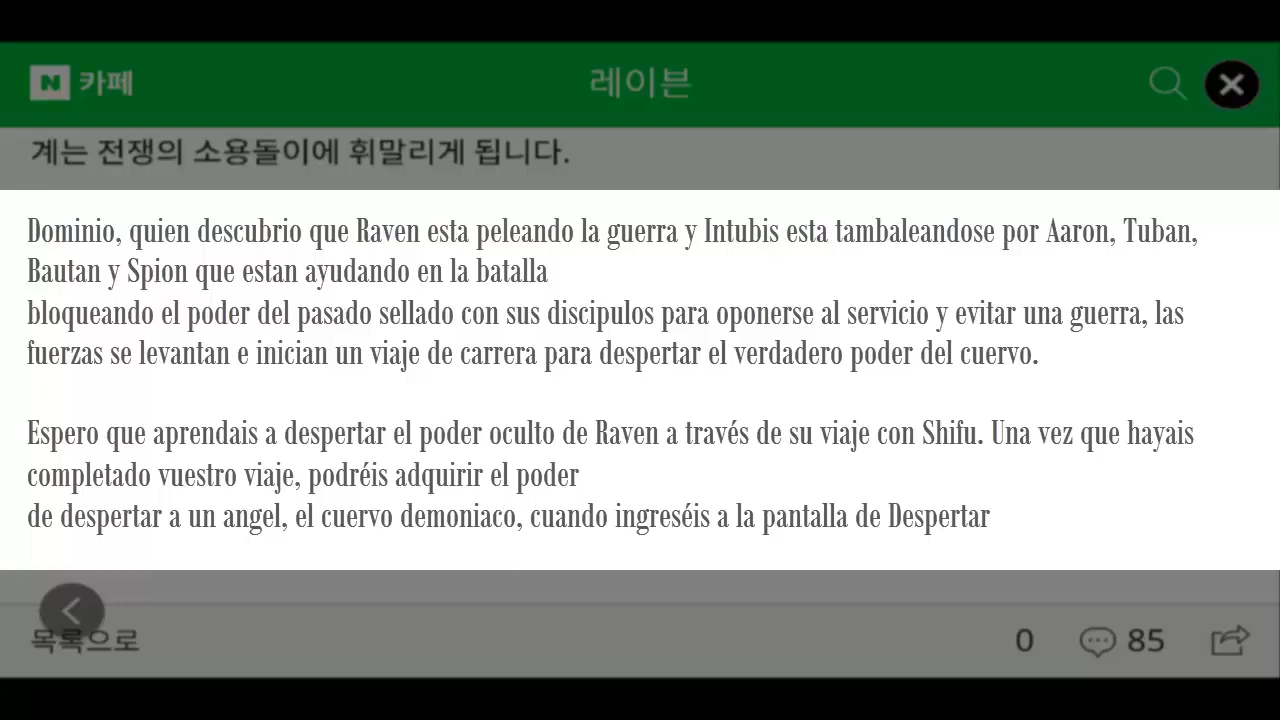 N 카페
레이븐
계는 전쟁의 소용돌이에 휘말리게 됩니다.
Dominio, quien descubrio que Raven esta peleando la guerra y Intubis esta tambaleandose por Aaron, Tuban,
Bautan y Spion que estan ayudando en la batalla
bloqueando el poder del pasado sellado con sus discipulos para oponerse al servicio y evitar una guerra, las
fuerzas se levantan e inician un viaje de carrera para despertar el verdadero poder del cuervo.
Espero que aprendais a despertar el poder oculto de Raven a través de su viaje con Shifu. Una vez que hayais
completado vuestro viaje, podréis adquirir el poder
de despertar a un angel, el cuervo demoniaco, cuando ingreséis a la pantalla de Despertar
목록으로
0
85